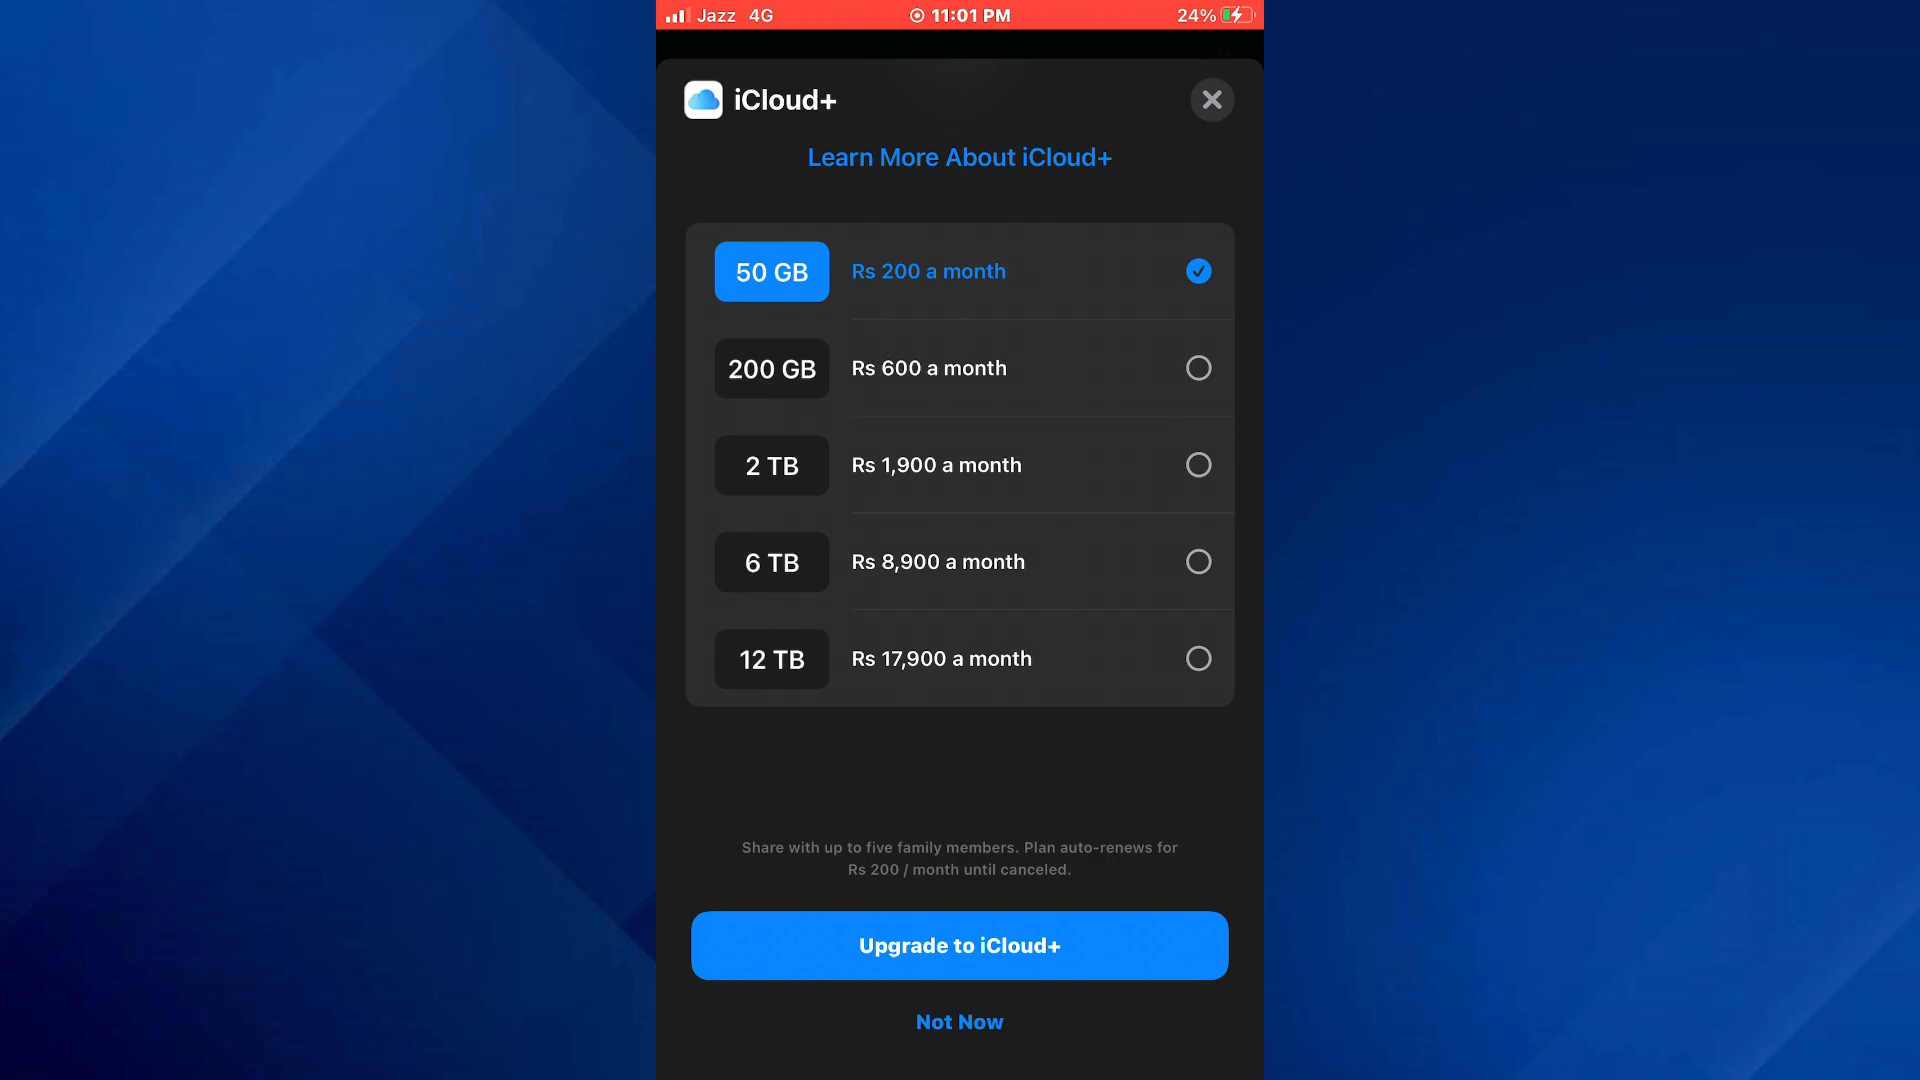 Jazz 4G 11:01 PM 24%
iCloud+
Learn More About iCloud+
50 GB Rs 200 a month
200 GB Rs 600 a month
2 TB Rs 1,900 a month
6 TB Rs 8,900 a month
12 TB Rs 17,900 a month
Share with up to five family members. Plan auto-renews for
Rs 200 / month until canceled.
Upgrade to iCloud+
Not Now